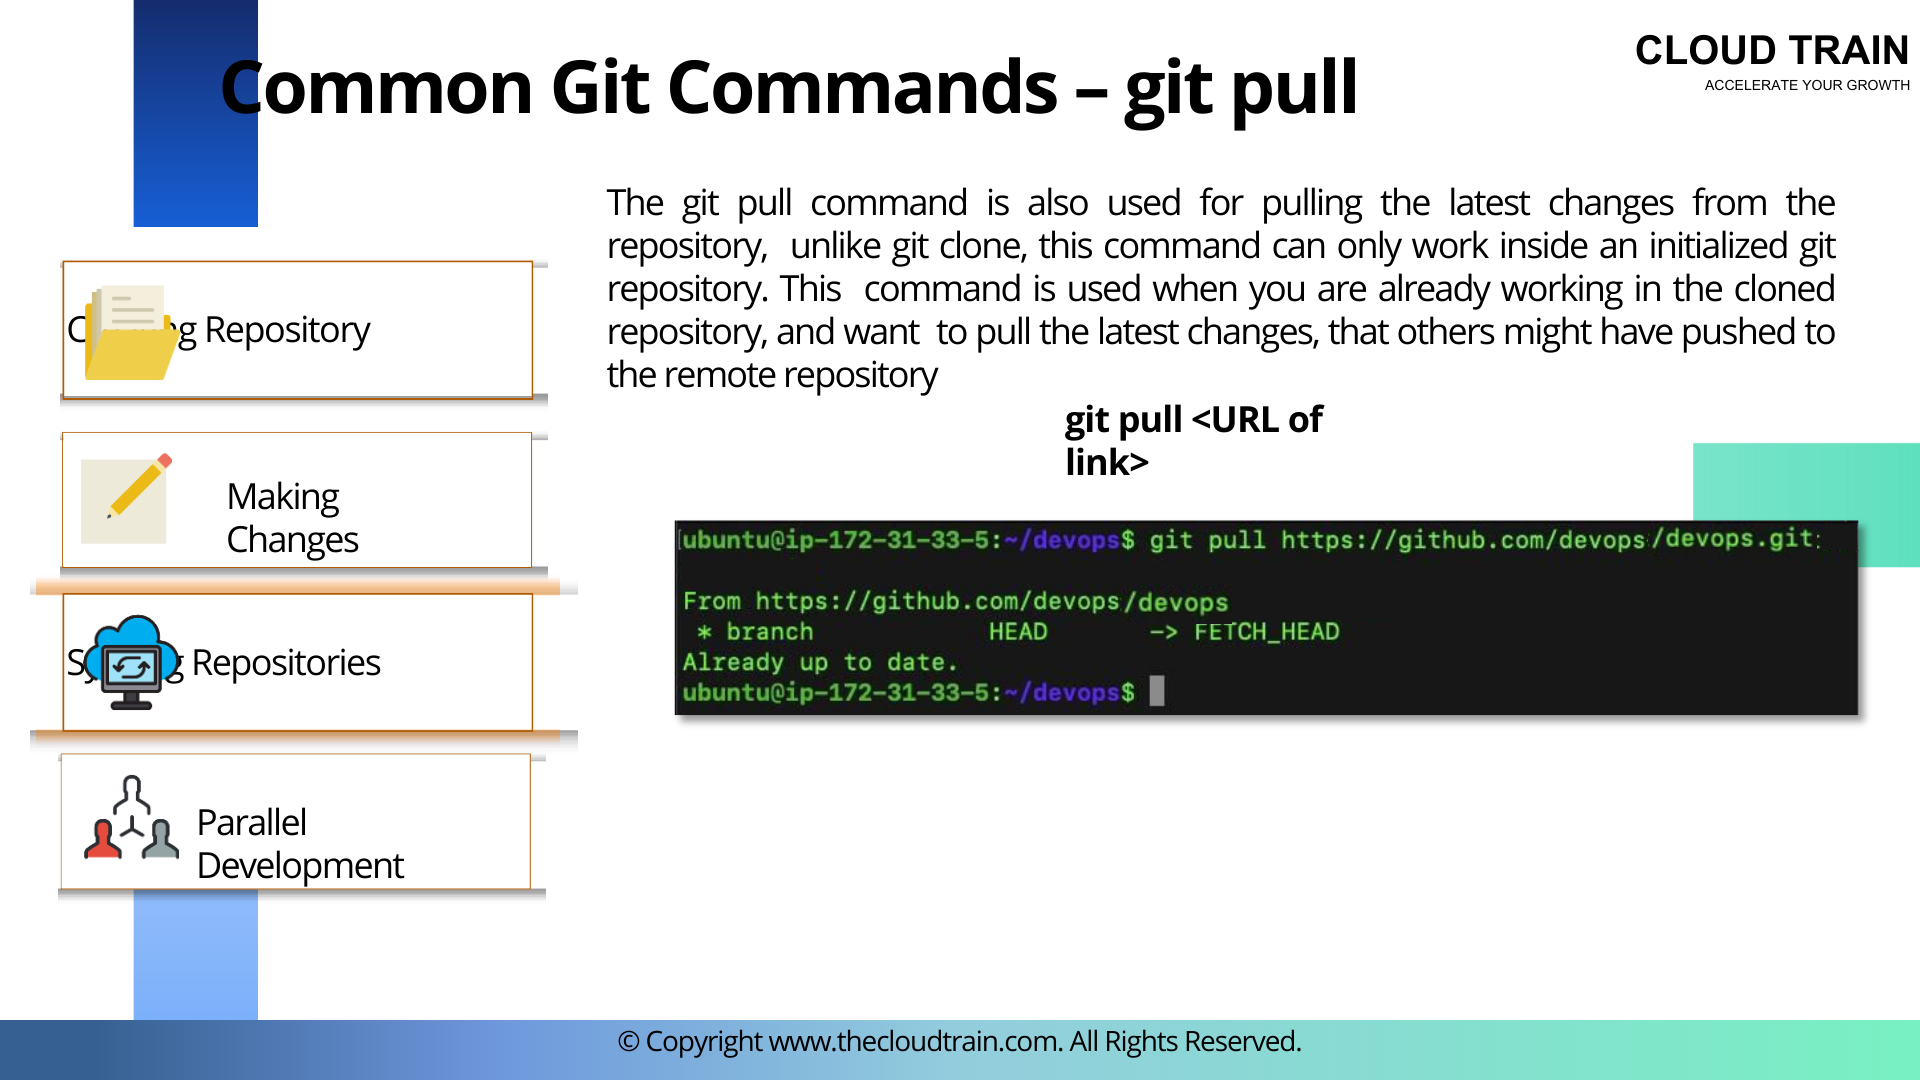 Common Git Commands – git pull
CLOUD TRAIN
ACCELERATE YOUR GROWTH
The git pull command is also used for pulling the latest changes from the
repository, unlike git clone, this command can only work inside an initialized git
repository. This command is used when you are already working in the cloned
repository, and want to pull the latest changes, that others might have pushed to
the remote repository
git pull <URL of
link>
Repository
Making
Changes
Repositories
Parallel
Development
ubuntu@ip-172-31-33-5:~/devops$ git pull https://github.com/devops/devops.git
From https://github.com/devops/devops
* branch HEAD -> FETCH_HEAD
Already up to date.
ubuntu@ip-172-31-33-5:~/devops$
© Copyright www.thecloudtrain.com. All Rights Reserved.